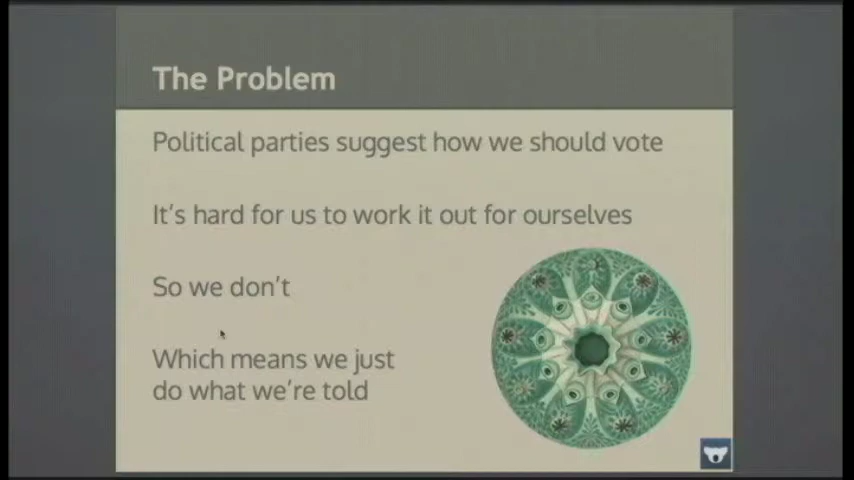 The Problem
Political parties suggest how we should vote
It's hard for us to work it out for ourselves
So we don't
Which means we just
do what we're told